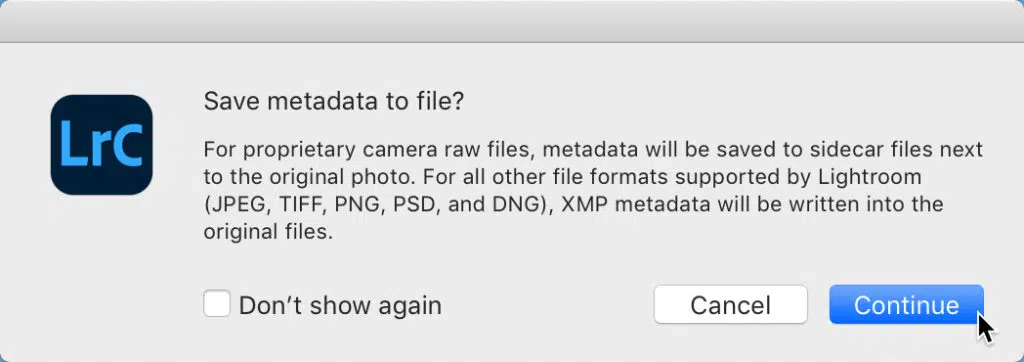 Save metadata to file?
LrC
For proprietary camera raw files, metadata will be saved to sidecar files next
to the original photo. For all other file formats supported by Lightroom
(JPEG, TIFF, PNG, PSD, and DNG), XMP metadata will be written into the
original files.
Don’t show again
Cancel
Continue